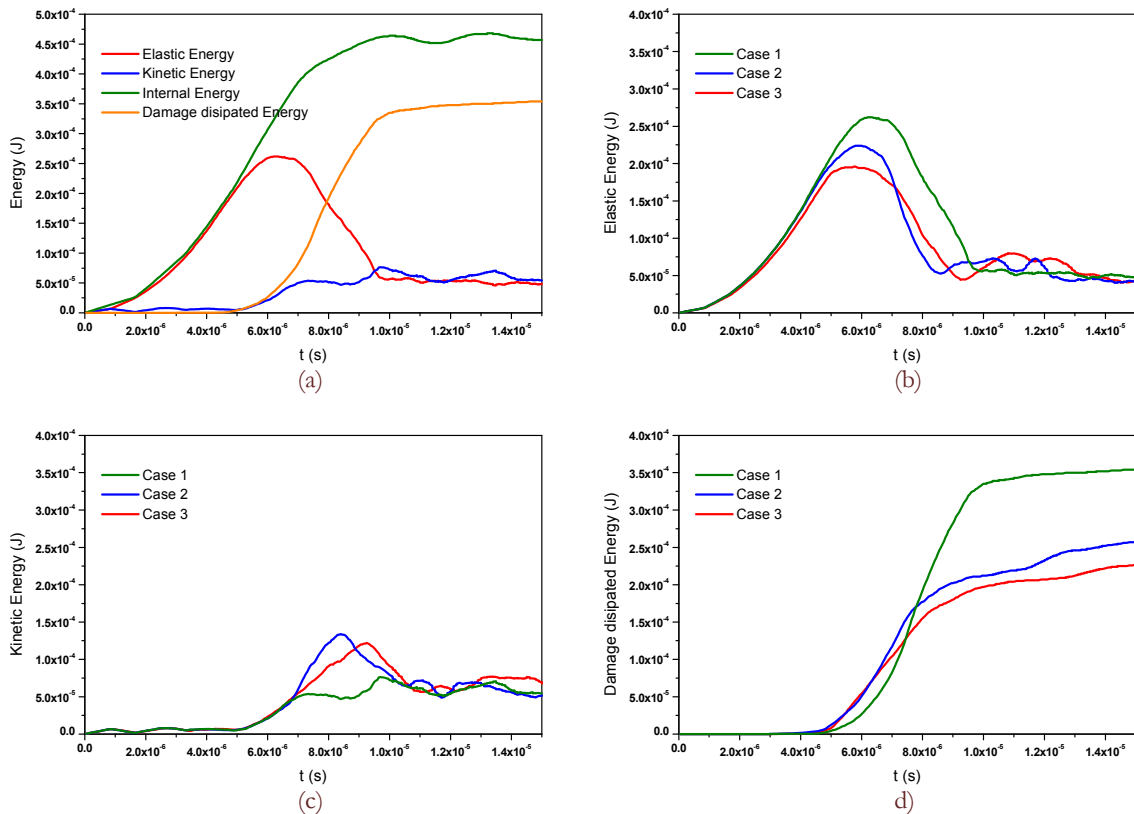 5.0x10⁻⁴
4.5x10⁻⁴
4.0x10⁻⁴
3.5x10⁻⁴
3.0x10⁻⁴
2.5x10⁻⁴
2.0x10⁻⁴
1.5x10⁻⁴
1.0x10⁻⁴
5.0x10⁻⁵
0.0
Energy (J)
Elastic Energy
Kinetic Energy
Internal Energy
Damage disipated Energy
0.0 2.0x10⁻⁶ 4.0x10⁻⁶ 6.0x10⁻⁶ 8.0x10⁻⁶ 1.0x10⁻⁵ 1.2x10⁻⁵ 1.4x10⁻⁵
t (s)
(a)
4.0x10⁻⁴
3.5x10⁻⁴
3.0x10⁻⁴
2.5x10⁻⁴
2.0x10⁻⁴
1.5x10⁻⁴
1.0x10⁻⁴
5.0x10⁻⁵
0.0
Elastic Energy (J)
Case 1
Case 2
Case 3
0.0 2.0x10⁻⁶ 4.0x10⁻⁶ 6.0x10⁻⁶ 8.0x10⁻⁶ 1.0x10⁻⁵ 1.2x10⁻⁵ 1.4x10⁻⁵
t (s)
(b)
4.0x10⁻⁴
3.5x10⁻⁴
3.0x10⁻⁴
2.5x10⁻⁴
2.0x10⁻⁴
1.5x10⁻⁴
1.0x10⁻⁴
5.0x10⁻⁵
0.0
Kinetic Energy (J)
Case 1
Case 2
Case 3
0.0 2.0x10⁻⁶ 4.0x10⁻⁶ 6.0x10⁻⁶ 8.0x10⁻⁶ 1.0x10⁻⁵ 1.2x10⁻⁵ 1.4x10⁻⁵
t (s)
(c)
4.0x10⁻⁴
3.5x10⁻⁴
3.0x10⁻⁴
2.5x10⁻⁴
2.0x10⁻⁴
1.5x10⁻⁴
1.0x10⁻⁴
5.0x10⁻⁵
0.0
Damage disipated Energy (J)
Case 1
Case 2
Case 3
0.0 2.0x10⁻⁶ 4.0x10⁻⁶ 6.0x10⁻⁶ 8.0x10⁻⁶ 1.0x10⁻⁵ 1.2x10⁻⁵ 1.4x10⁻⁵
t (s)
d)